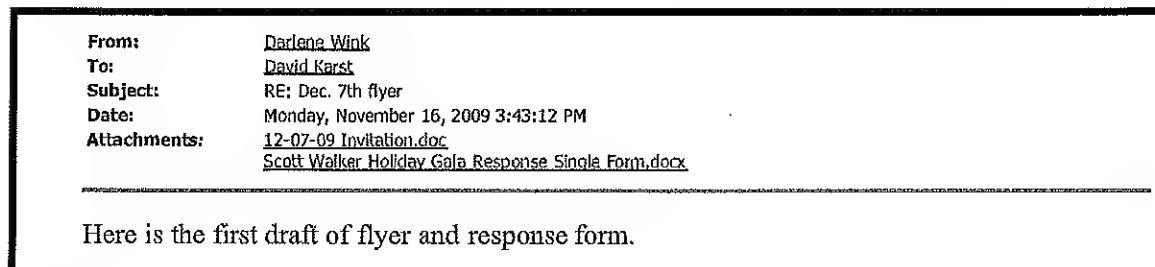 From: Darlene Wink
To: David Karst
Subject: RE: Dec. 7th flyer
Date: Monday, November 16, 2009 3:43:12 PM
Attachments: 12-07-09 Invitation.doc
Scott Walker Holiday Gala Response Single Form.docx
Here is the first draft of flyer and response form.